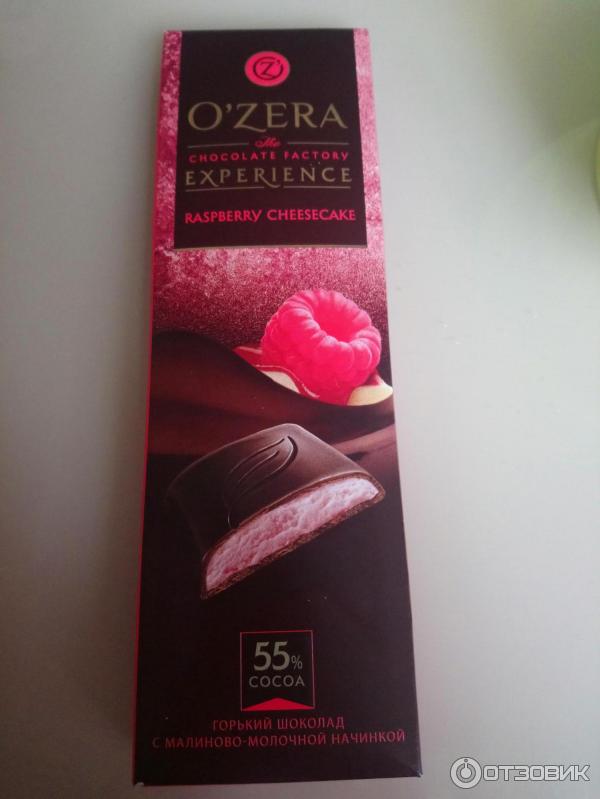 O'ZERA
The
CHOCOLATE FACTORY
EXPERIENCE
RASPBERRY CHEESECAKE
55%
COCOA
ГОРЬКИЙ ШОКОЛАД
С МАЛИНОВО-МОЛОЧНОЙ НАЧИНКОЙ
ОТЗОВИК